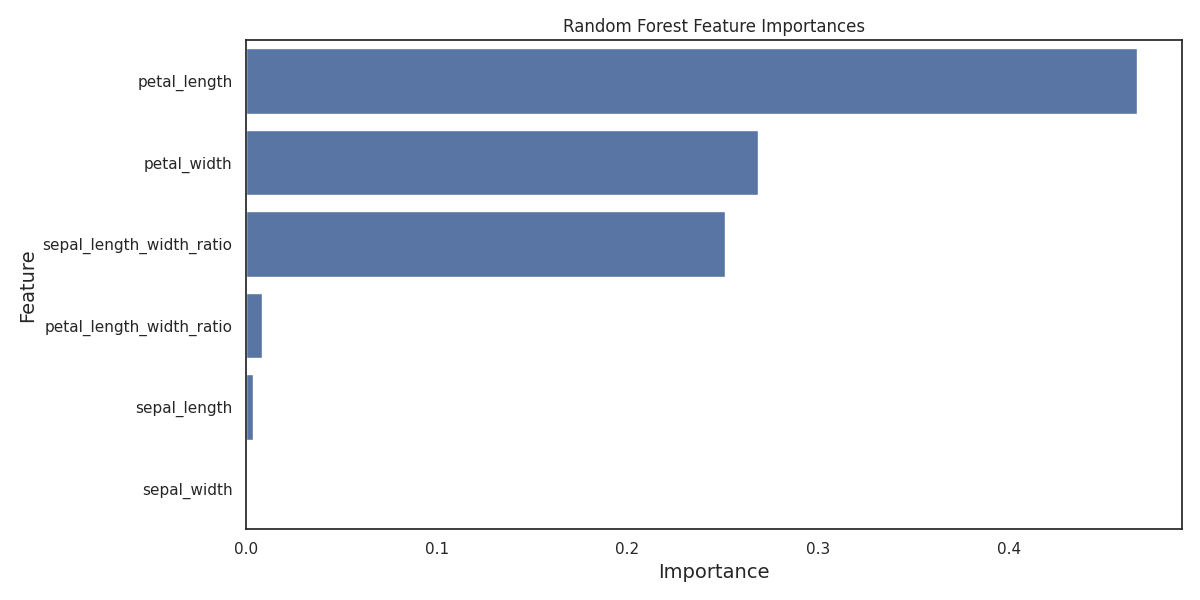 Random Forest Feature Importances
Feature
petal_length
petal_width
sepal_length_width_ratio
petal_length_width_ratio
sepal_length
sepal_width
0.0 0.1 0.2 0.3 0.4
Importance